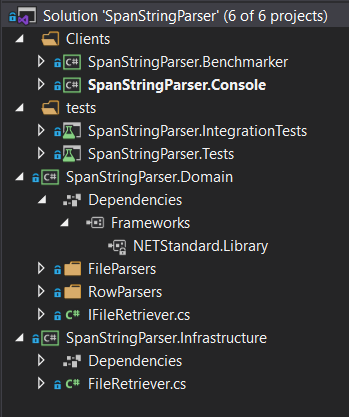 Solution 'SpanStringParser' (6 of 6 projects)
Clients
C# SpanStringParser.Benchmarker
C# SpanStringParser.Console
tests
SpanStringParser.IntegrationTests
SpanStringParser.Tests
C# SpanStringParser.Domain
Dependencies
Frameworks
NETStandard.Library
FileParsers
RowParsers
C# IFileRetriever.cs
C# SpanStringParser.Infrastructure
Dependencies
C# FileRetriever.cs